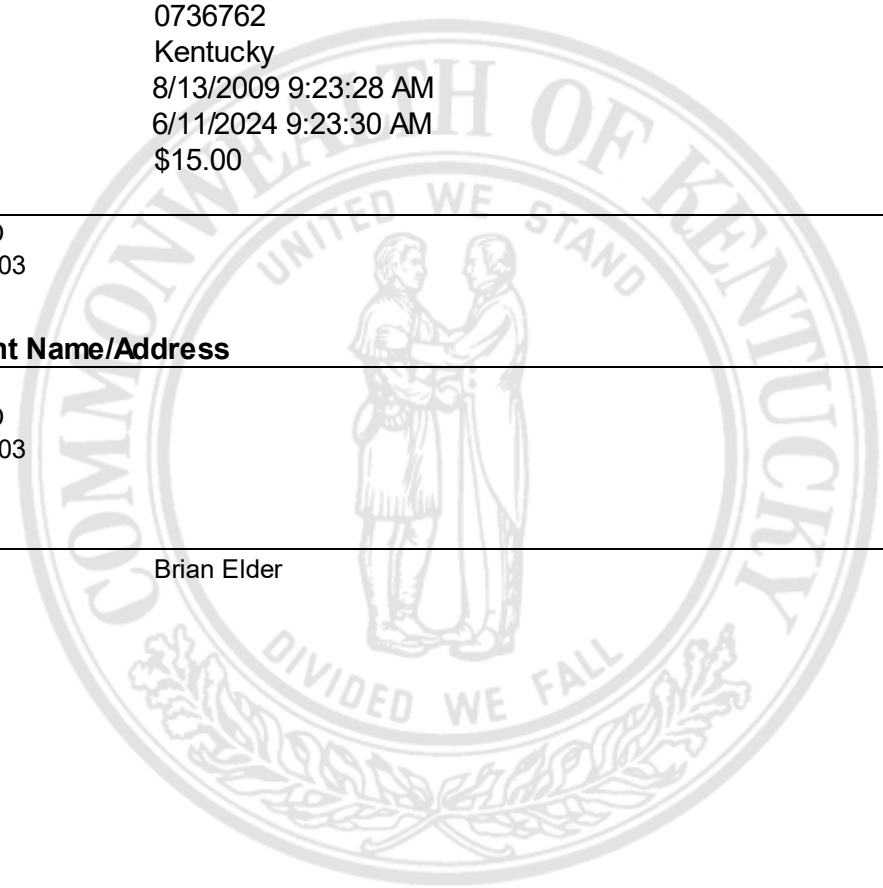 0736762
Kentucky
8/13/2009 9:23:28 AM
6/11/2024 9:23:30 AM
$15.00
03
Name/Address
03
Brian Elder
COMMONWEALTH OF KENTUCKY
UNITED WE STAND
DIVIDED WE FALL